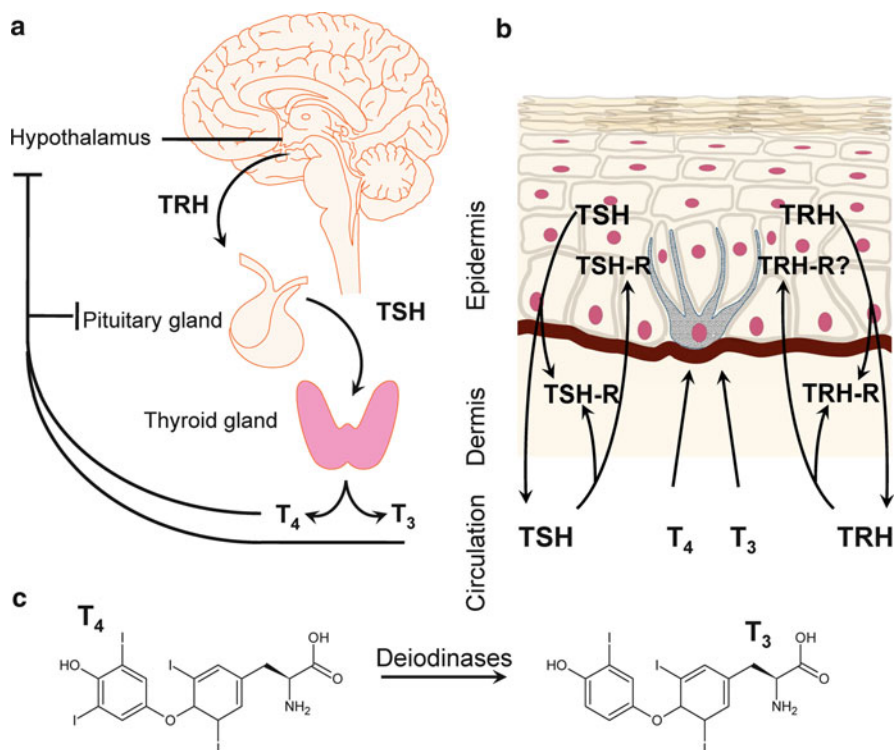 a
Hypothalamus
TRH
Pituitary gland
TSH
Thyroid gland
T₄ T₃
b
Epidermis
TSH TRH
TSH-R TRH-R?
Dermis
TSH-R TRH-R
Circulation
TSH T₄ T₃ TRH
c
T₄
I
HO
I
O
I
I
OH
O
NH₂
Deiodinases
T₃
I
HO
O
I
I
OH
O
NH₂